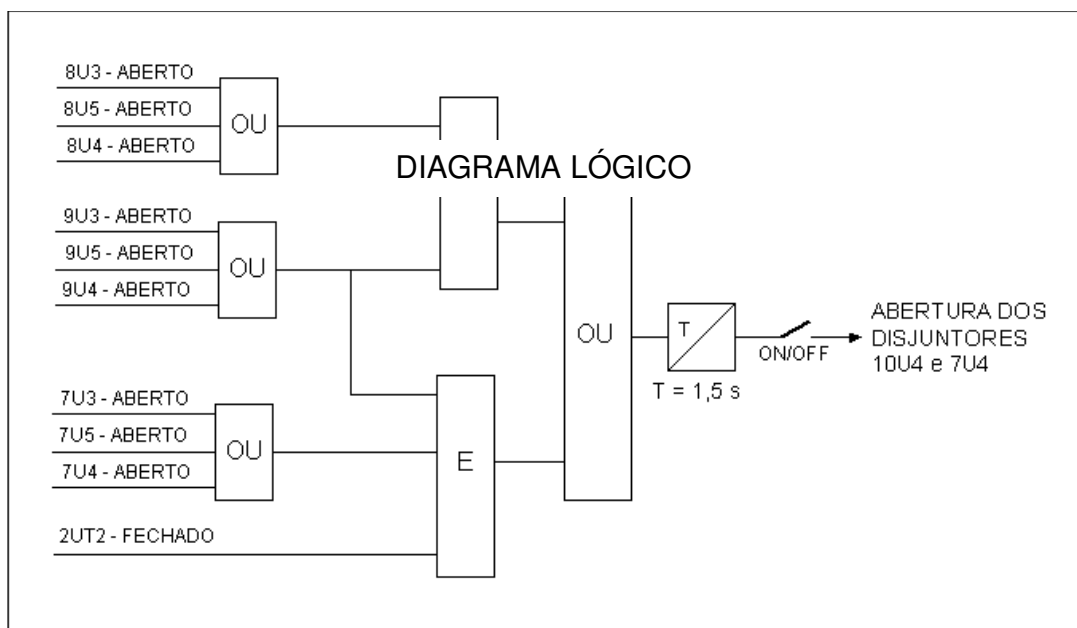 8U3 - ABERTO
8U5 - ABERTO
8U4 - ABERTO
OU
DIAGRAMA LÓGICO
9U3 - ABERTO
9U5 - ABERTO
9U4 - ABERTO
OU
OU
T
T = 1,5 s
ON/OFF
ABERTURA DOS
DISJUNTORES
10U4 e 7U4
7U3 - ABERTO
7U5 - ABERTO
7U4 - ABERTO
OU
E
2UT2 - FECHADO